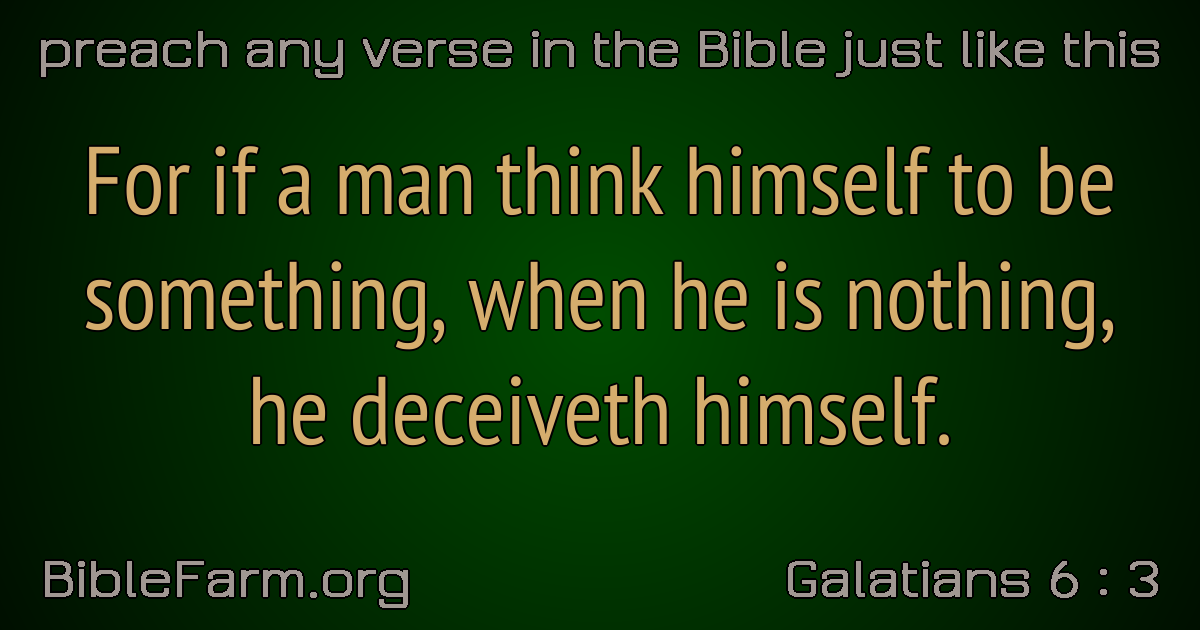 preach any verse in the Bible just like this
For if a man think himself to be
something, when he is nothing,
he deceiveth himself.
BibleFarm.org
Galatians 6 : 3